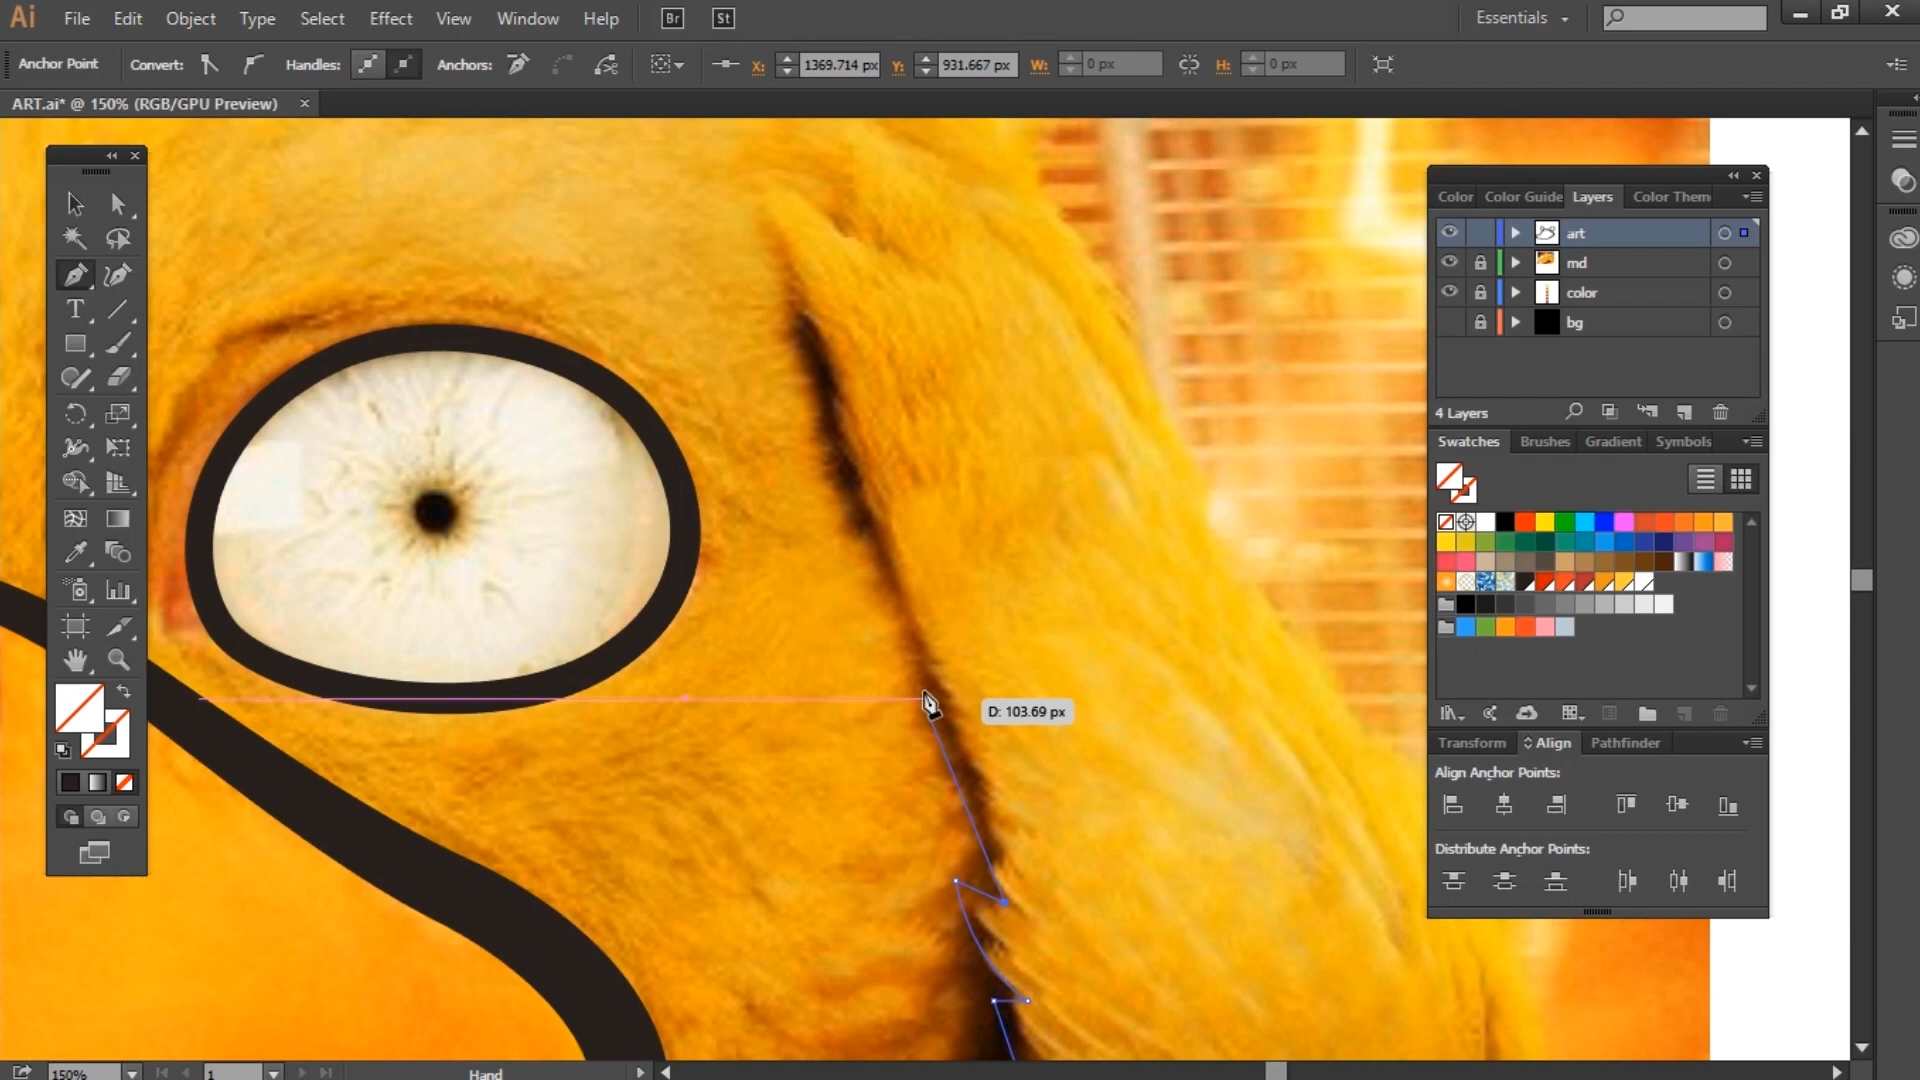 Ai File Edit Object Type Select Effect View Window Help Br St Essentials
Anchor Point Convert: Handles: Anchors: X: 1369.714 px Y: 931.667 px W: 0 px H: 0 px
ART.ai* @ 150% (RGB/GPU Preview)
Color Color Guide Layers Color Them
art
md
color
bg
4 Layers
Swatches Brushes Gradient Symbols
D: 103.69 px
Transform Align Pathfinder
Align Anchor Points:
Distribute Anchor Points:
150% 1 Hand